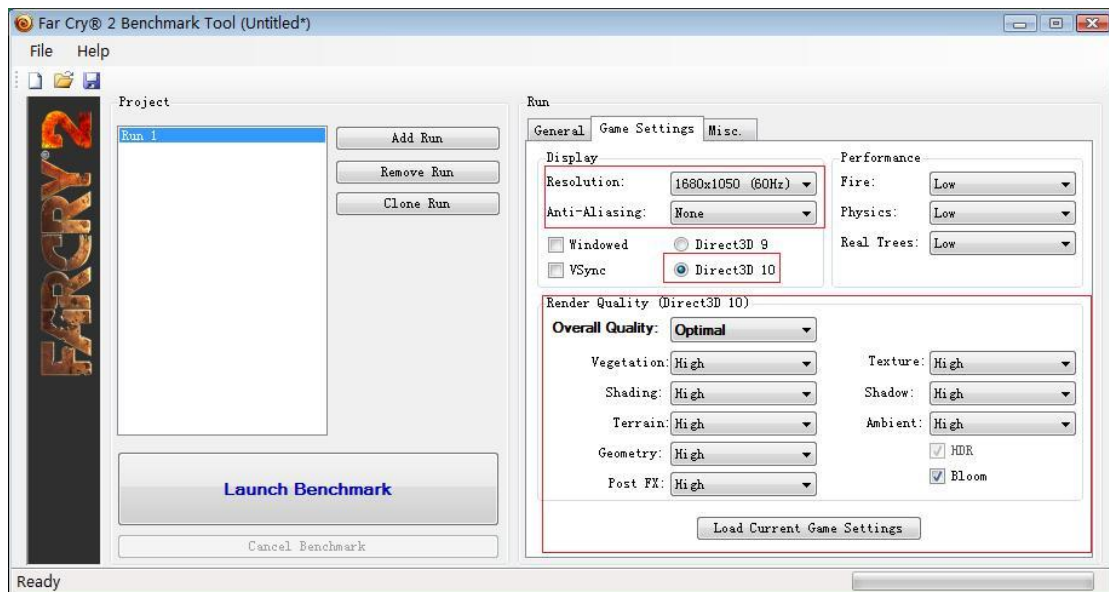 Far Cry® 2 Benchmark Tool (Untitled*)
File Help
FARCRY®2
Project
Run 1
Add Run
Remove Run
Clone Run
Launch Benchmark
Cancel Benchmark
Run
General Game Settings Misc.
Display
Resolution: 1680x1050 (60Hz)
Anti-Aliasing: None
Windowed Direct3D 9
VSync Direct3D 10
Performance
Fire: Low
Physics: Low
Real Trees: Low
Render Quality (Direct3D 10)
Overall Quality: Optimal
Vegetation: High Texture: High
Shading: High Shadow: High
Terrain: High Ambient: High
Geometry: High HDR
Post FX: High Bloom
Load Current Game Settings
Ready